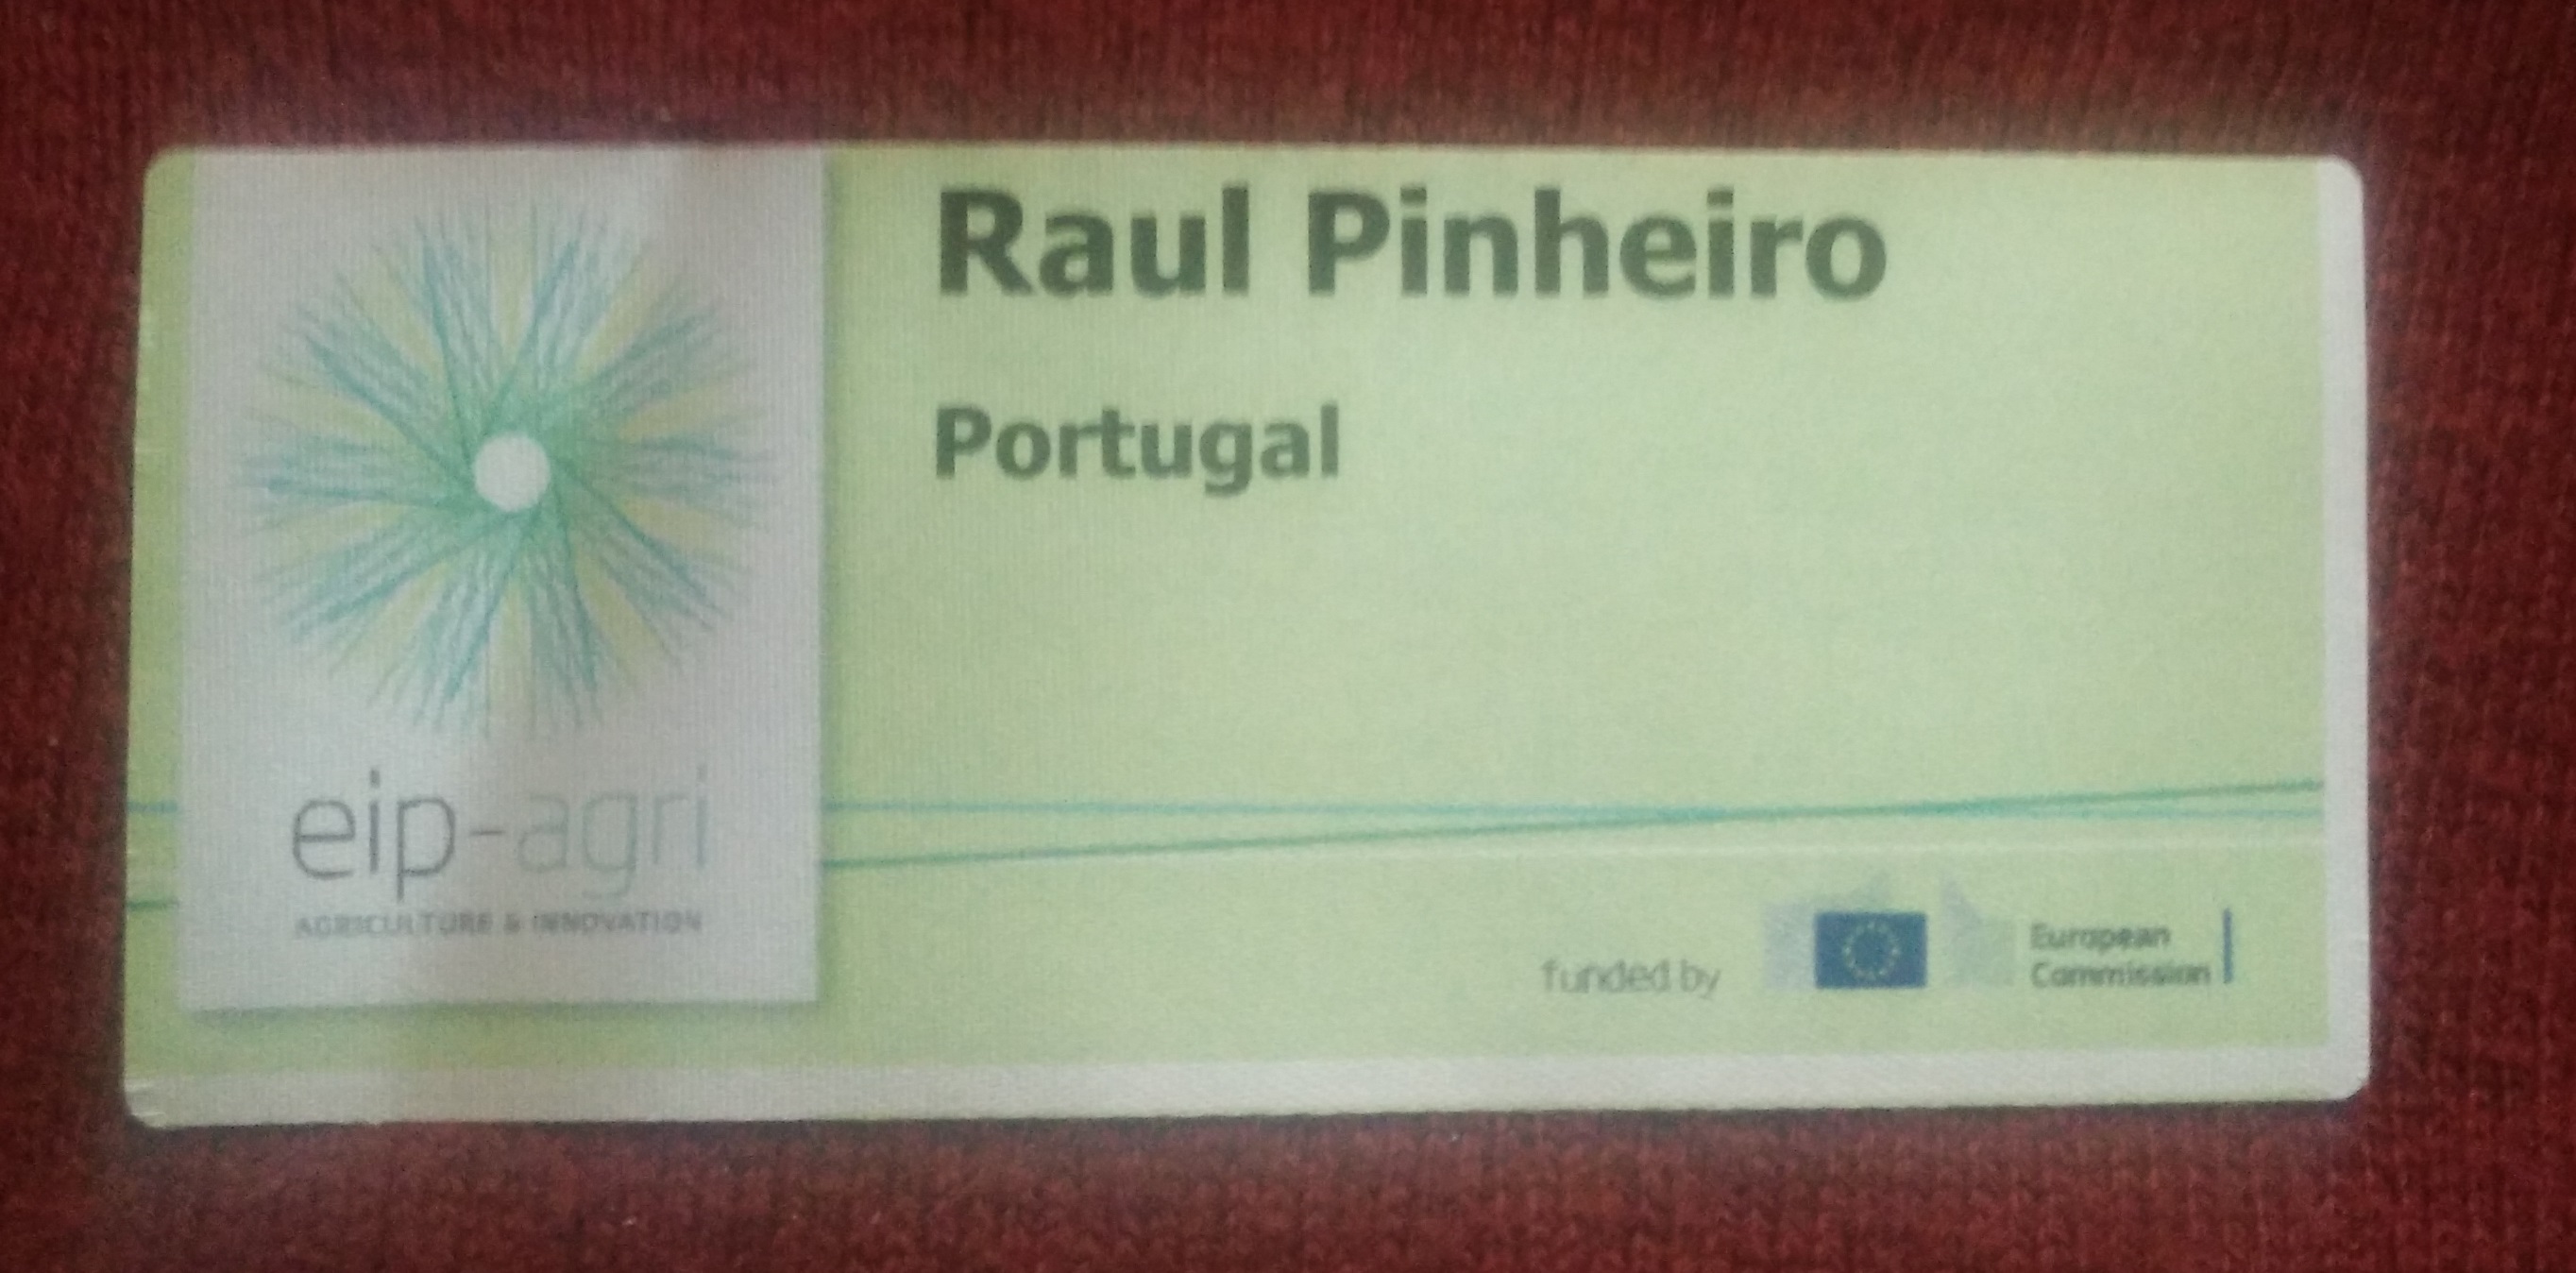 Raul Pinheiro
Portugal
eip-agri
AGRICULTURE & INNOVATION
funded by
European
Commission